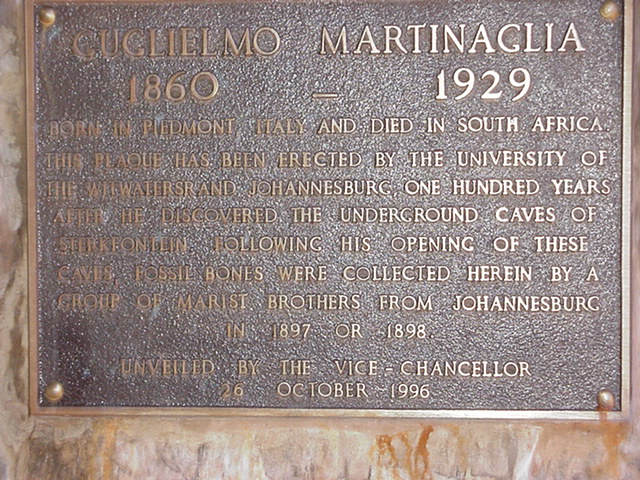 GUGLIELMO MARTINAGLIA
1860 – 1929
BORN IN PIEDMONT, ITALY AND DIED IN SOUTH AFRICA.
THIS PLAQUE HAS BEEN ERECTED BY THE UNIVERSITY OF
THE WITWATERSRAND, JOHANNESBURG, ONE HUNDRED YEARS
AFTER HE DISCOVERED THE UNDERGROUND CAVES OF
STERKFONTEIN. FOLLOWING HIS OPENING OF THESE
CAVES, FOSSIL BONES WERE COLLECTED HEREIN BY A
GROUP OF MARIST BROTHERS FROM JOHANNESBURG
IN 1897 OR 1898.
UNVEILED BY THE VICE-CHANCELLOR
26 OCTOBER 1996